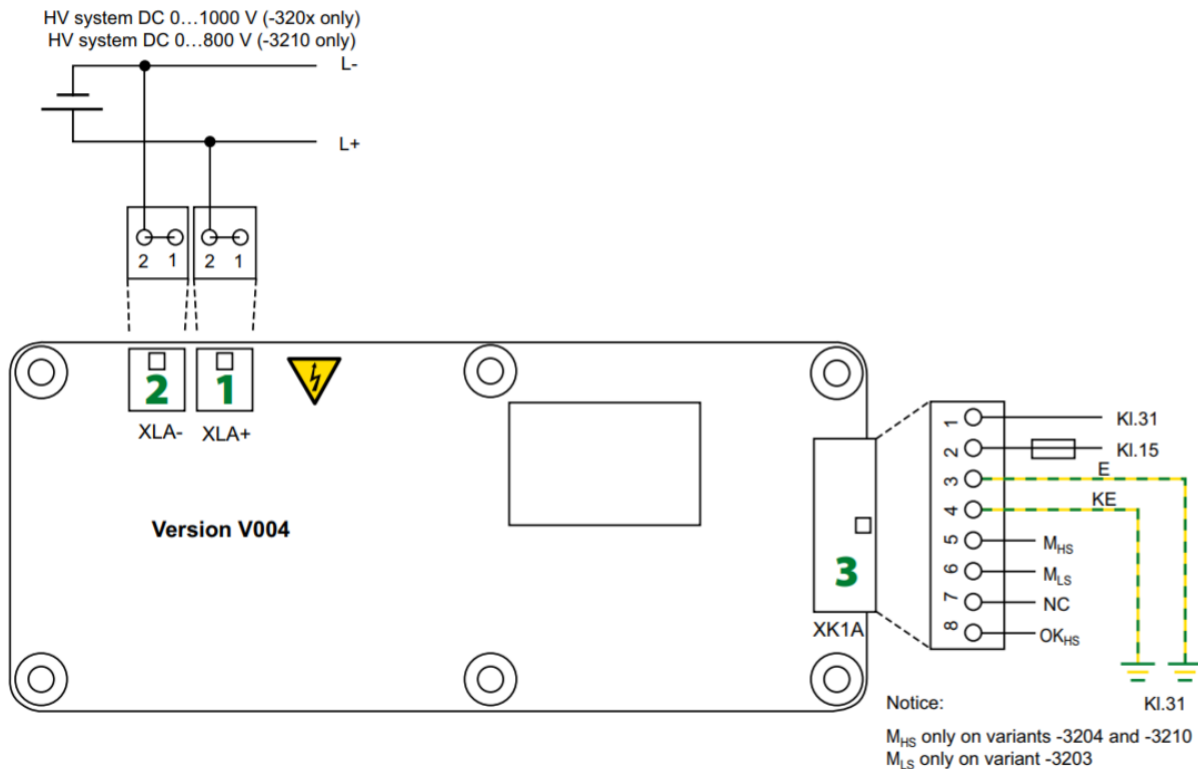 HV system DC 0...1000 V (-320x only)
HV system DC 0...800 V (-3210 only)
L-
L+
2 1 2 1
2 1
XLA- XLA+
Version V004
3
XK1A
1 Kl.31
2 Kl.15
3 E
4 KE
5 MHS
6 MLS
7 NC
8 OKHS
Kl.31
Notice:
MHS only on variants -3204 and -3210
MLS only on variant -3203